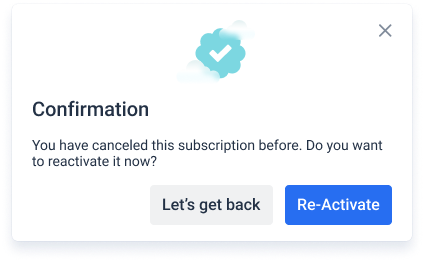 Confirmation
You have canceled this subscription before. Do you want
to reactivate it now?
Let’s get back
Re-Activate